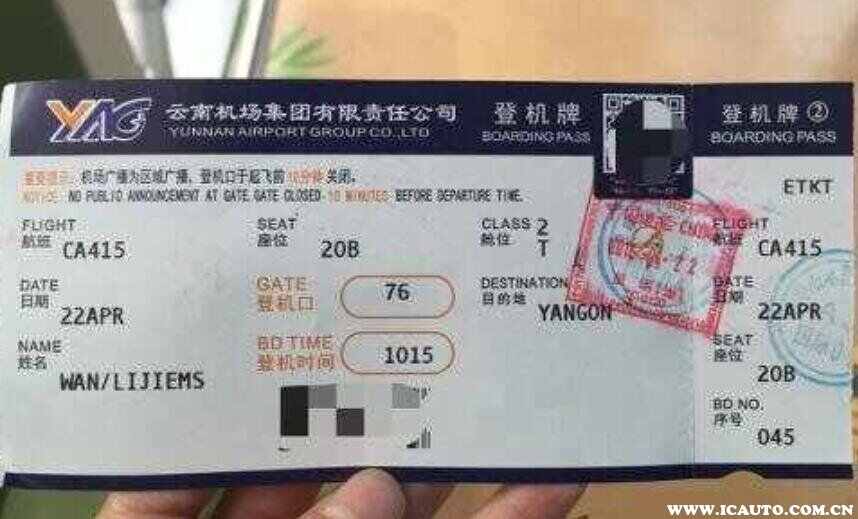 YAG 云南机场集团有限责任公司 登机牌 登机牌 ②
YUNNAN AIRPORT GROUP CO.,LTD BOARDING PASS BOARDING PASS
重要提示: 机场广播为区域广播、登机口于起飞前10分钟关闭。
NOTICE: NO PUBLIC ANNOUNCEMENT AT GATE.GATE CLOSED 10 MINUTES BEFORE DEPARTURE TIME.
ETKT
FLIGHT SEAT CLASS 2 FLIGHT
航班 CA415 座位 20B 舱位 T 航班 CA415
DATE GATE DESTINATION DATE
日期 22APR 登机口 76 目的地 YANGON 日期 22APR
NAME BD TIME SEAT
姓名 WAN/LIJIEMS 登机时间 1015 座位 20B
BD NO.
序号 045
WWW.ICAUTO.COM.CN